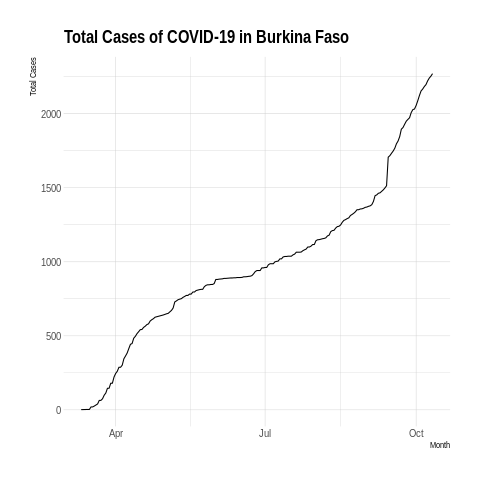 Total Cases of COVID-19 in Burkina Faso
Total Cases
2000
1500
1000
500
0
Apr Jul Oct
Month